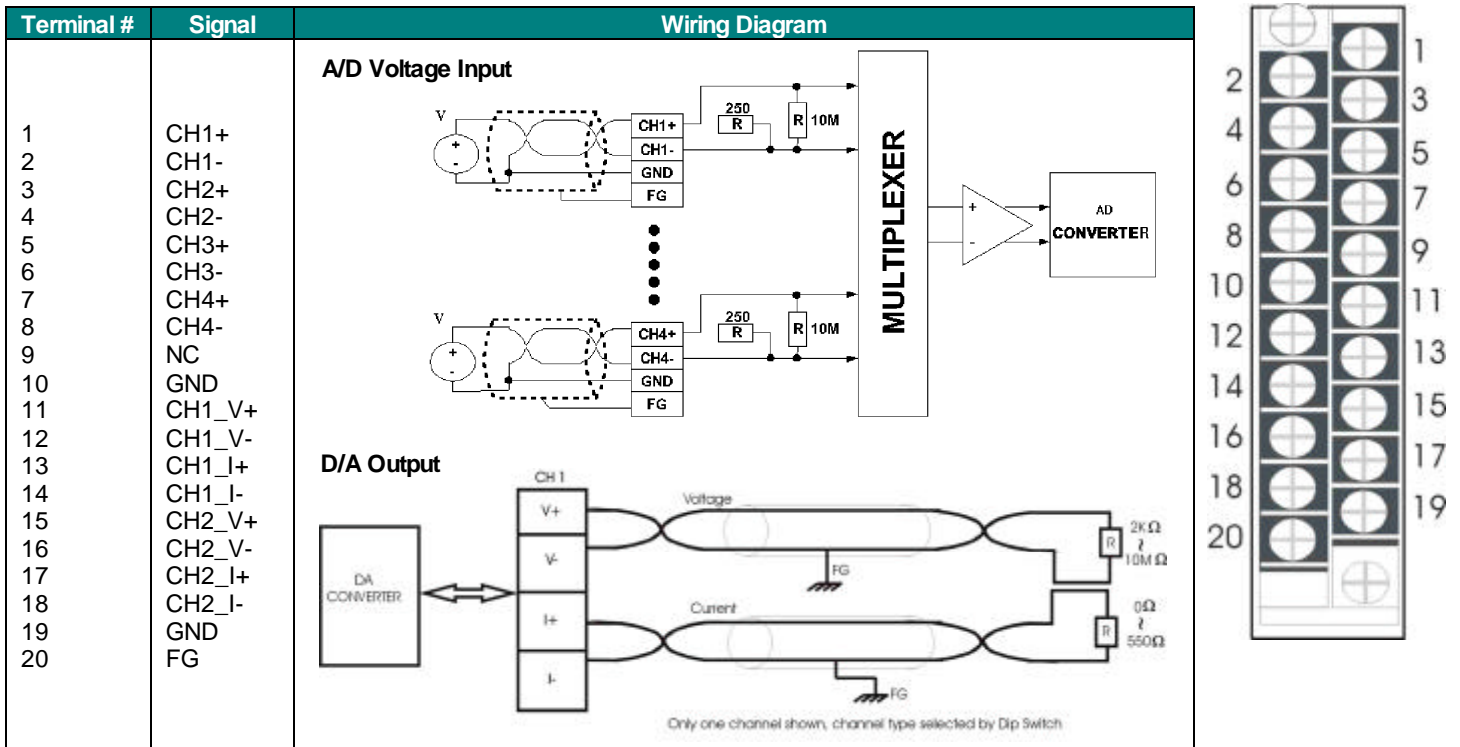 Terminal # Signal Wiring Diagram
1 CH1+
2 CH1-
3 CH2+
4 CH2-
5 CH3+
6 CH3-
7 CH4+
8 CH4-
9 NC
10 GND
11 CH1_V+
12 CH1_V-
13 CH1_I+
14 CH1_I-
15 CH2_V+
16 CH2_V-
17 CH2_I+
18 CH2_I-
19 GND
20 FG
A/D Voltage Input
V
+
-
CH1+
CH1-
GND
FG
250
R
R 10M
V
+
-
CH4+
CH4-
GND
FG
250
R
R 10M
MULTIPLEXER
+
-
AD
CONVERTER
D/A Output
CH 1
V+
V-
I+
I-
DA
CONVERTER
Voltage
FG
R
2KΩ
~
10M Ω
Current
FG
R
0Ω
~
550Ω
Only one channel shown, channel type selected by Dip Switch
1
2
3
4
5
6
7
8
9
10
11
12
13
14
15
16
17
18
19
20